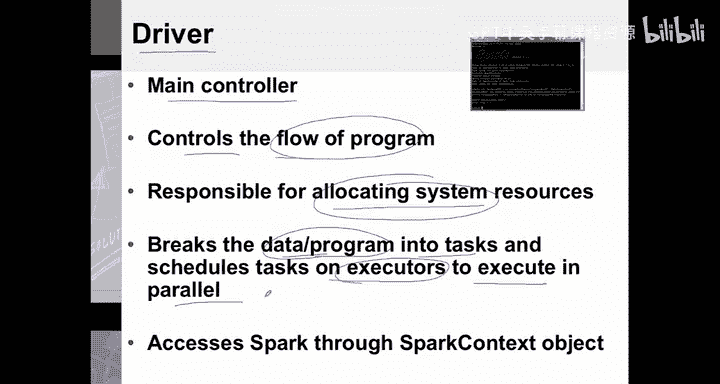 Driver
bilibili
• Main controller
• Controls the flow of program
• Responsible for allocating system resources
• Breaks the data/program into tasks and
schedules tasks on executors to execute in
parallel
• Accesses Spark through SparkContext object